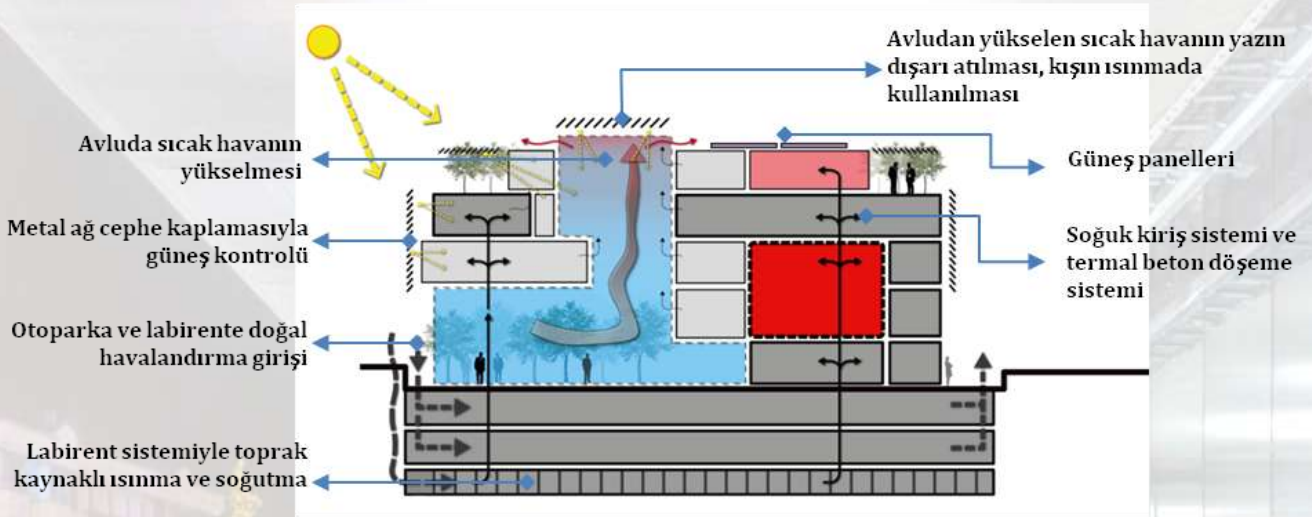 Avludan yükselen sıcak havanın yazın
dışarı atılması, kışın ısınmada
kullanılması
Avluda sıcak havanın
yükselmesi
Güneş panelleri
Metal ağ cephe kaplamasıyla
güneş kontrolü
Soğuk kiriş sistemi ve
termal beton döşeme
sistemi
Otoparka ve labirente doğal
havalandırma girişi
Labirent sistemiyle toprak
kaynaklı ısınma ve soğutma